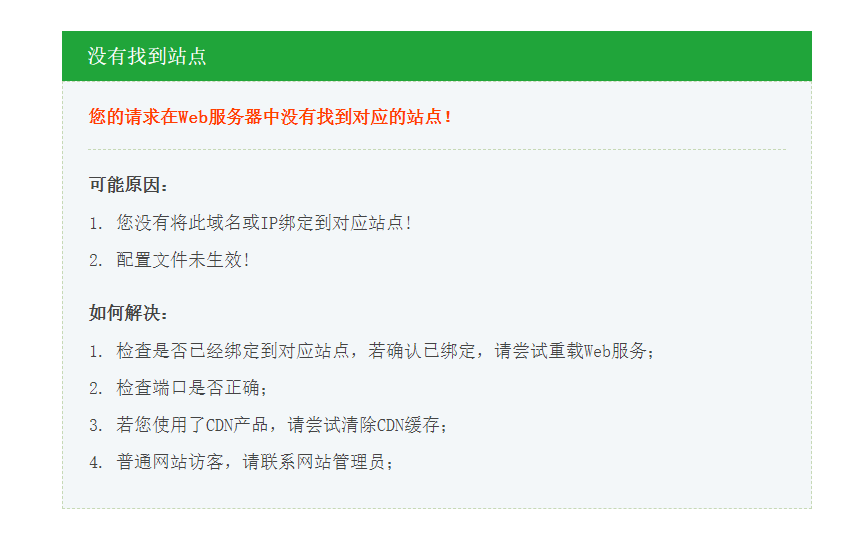 没有找到站点
您的请求在Web服务器中没有找到对应的站点！
可能原因：
1. 您没有将此域名或IP绑定到对应站点!
2. 配置文件未生效!
如何解决：
1. 检查是否已经绑定到对应站点，若确认已绑定，请尝试重载Web服务；
2. 检查端口是否正确；
3. 若您使用了CDN产品，请尝试清除CDN缓存；
4. 普通网站访客，请联系网站管理员；